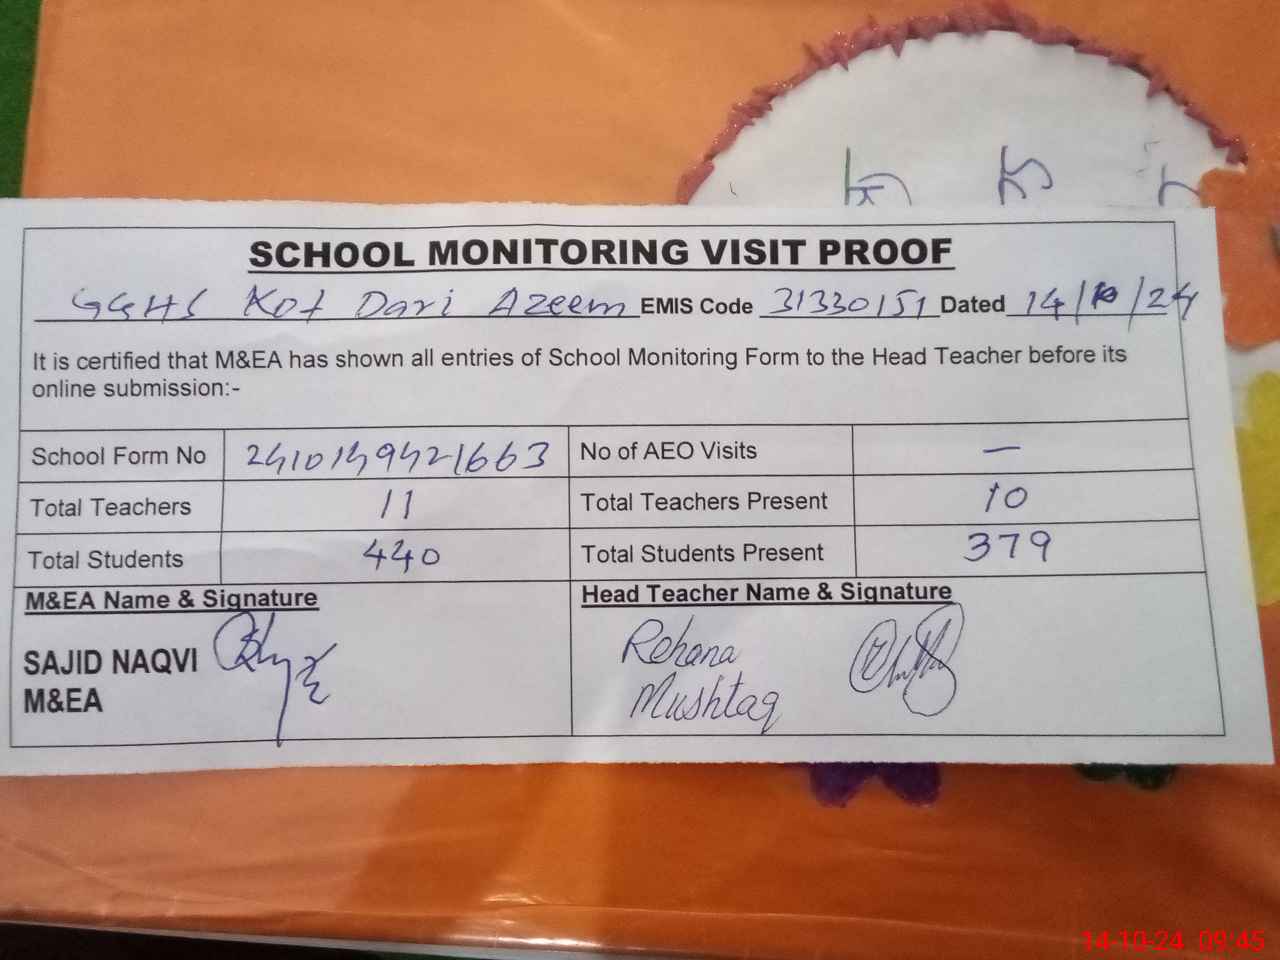 SCHOOL MONITORING VISIT PROOF
GGHS Kot Dari Azeem EMIS Code 31330151 Dated 14/10/24
It is certified that M&EA has shown all entries of School Monitoring Form to the Head Teacher before its
online submission:-
School Form No 2410149421663 No of AEO Visits —
Total Teachers 11 Total Teachers Present 10
Total Students 440 Total Students Present 379
M&EA Name & Signature Head Teacher Name & Signature
SAJID NAQVI Rehana
M&EA Mushtaq
14-10-24 09:45